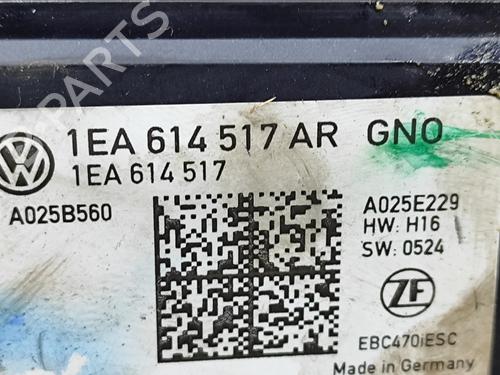 PARTS
1EA 614 517 AR GNO
1EA 614 517
A025B560
A025E229
HW: H16
SW: 0524
ZF
EBC470iESC
Made in Germany